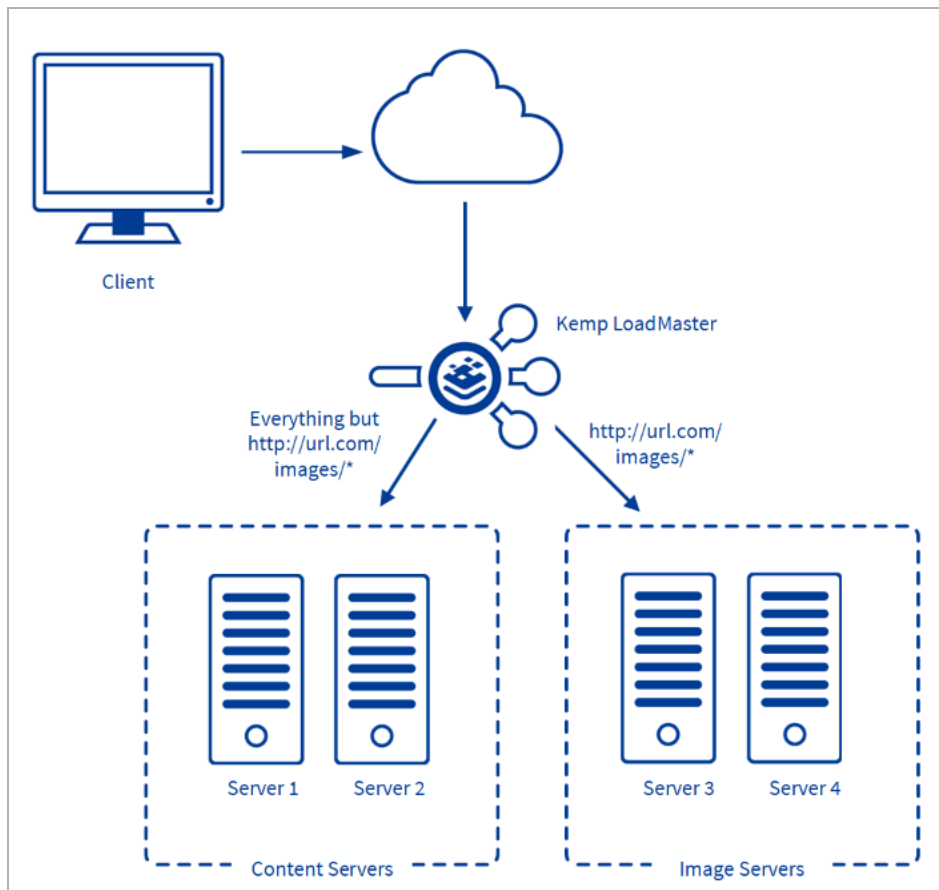 Client
Kemp LoadMaster
Everything but
http://url.com/
images/*
http://url.com/
images/*
Server 1
Server 2
Server 3
Server 4
Content Servers
Image Servers